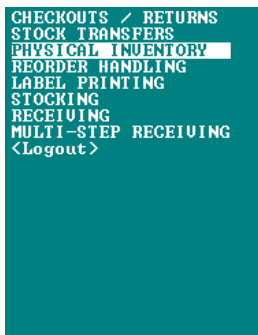 CHECKOUTS / RETURNS
STOCK TRANSFERS
PHYSICAL INVENTORY
REORDER HANDLING
LABEL PRINTING
STOCKING
RECEIVING
MULTI-STEP RECEIVING
<Logout>